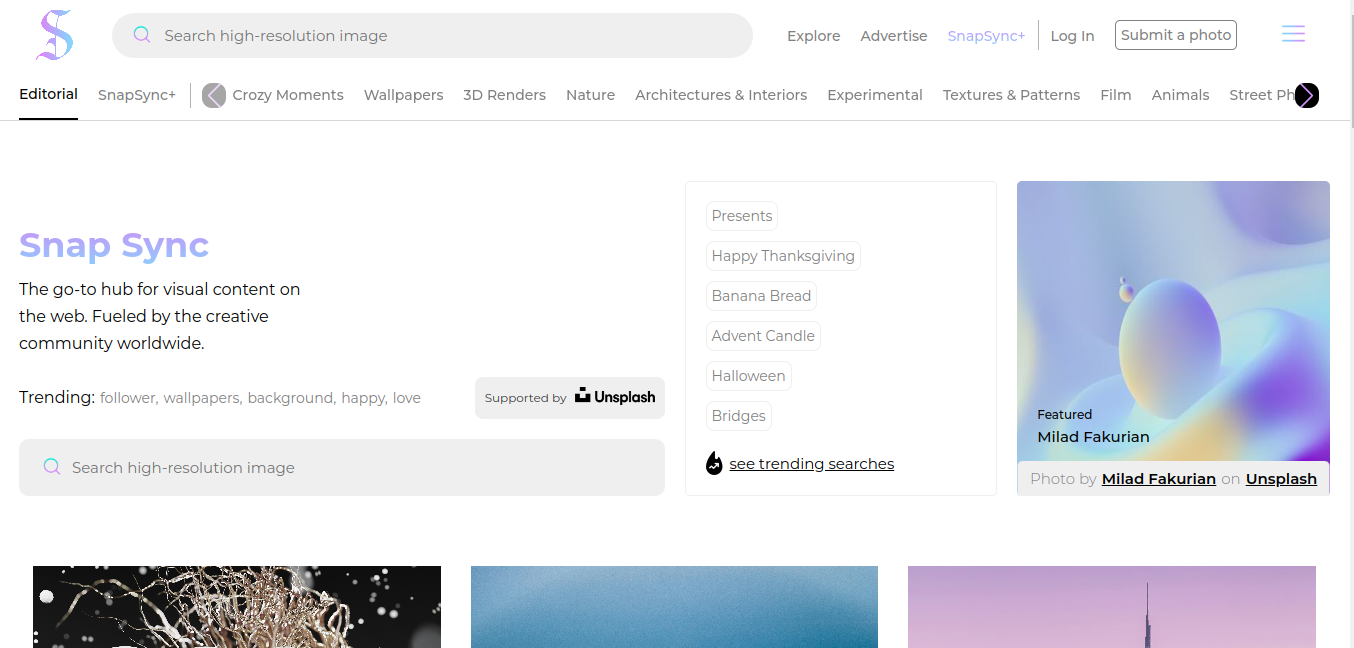 S
Search high-resolution image
Explore Advertise SnapSync+ Log In Submit a photo
Editorial SnapSync+ Crozy Moments Wallpapers 3D Renders Nature Architectures & Interiors Experimental Textures & Patterns Film Animals Street Ph
Snap Sync
The go-to hub for visual content on
the web. Fueled by the creative
community worldwide.
Trending: follower, wallpapers, background, happy, love
Supported by Unsplash
Search high-resolution image
Presents
Happy Thanksgiving
Banana Bread
Advent Candle
Halloween
Bridges
see trending searches
Featured
Milad Fakurian
Photo by Milad Fakurian on Unsplash